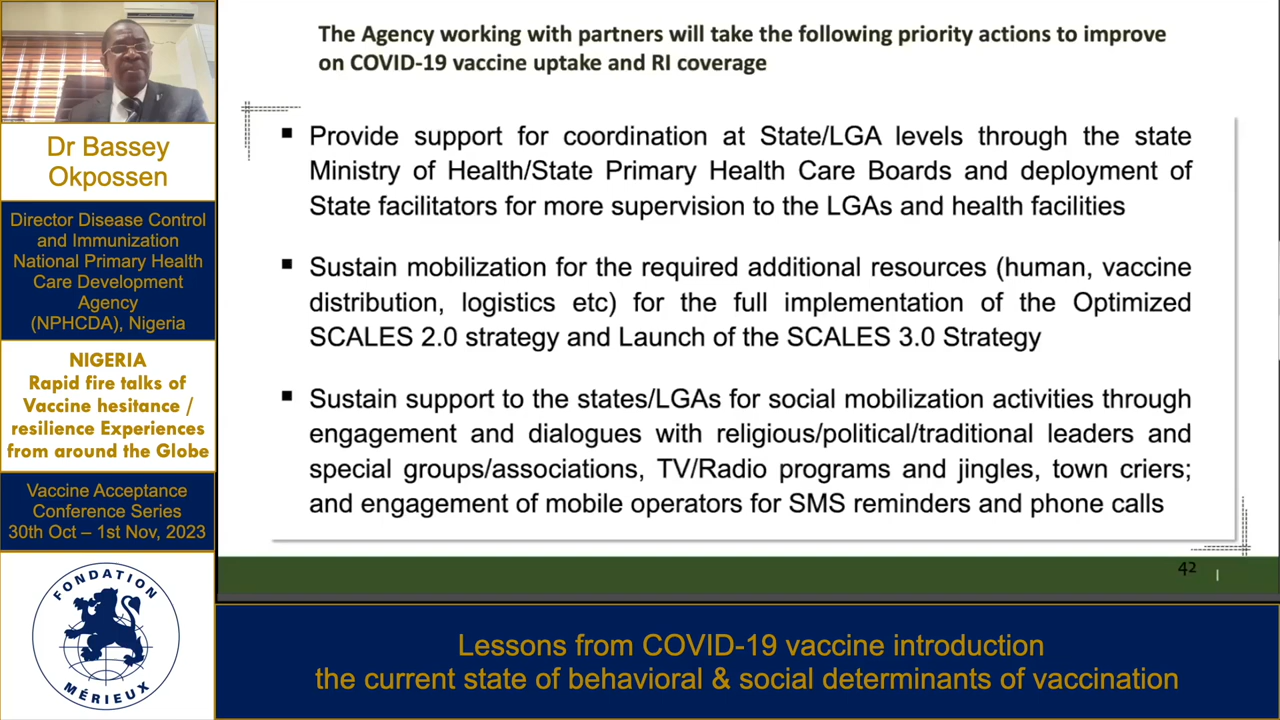 Dr Bassey
Okpossen
Director Disease Control
and Immunization
National Primary Health
Care Development
Agency
(NPHCDA), Nigeria
NIGERIA
Rapid fire talks of
Vaccine hesitance /
resilience Experiences
from around the Globe
Vaccine Acceptance
Conference Series
30th Oct – 1st Nov, 2023
FONDATION
MÉRIEUX
The Agency working with partners will take the following priority actions to improve
on COVID-19 vaccine uptake and RI coverage
▪ Provide support for coordination at State/LGA levels through the state
Ministry of Health/State Primary Health Care Boards and deployment of
State facilitators for more supervision to the LGAs and health facilities
▪ Sustain mobilization for the required additional resources (human, vaccine
distribution, logistics etc) for the full implementation of the Optimized
SCALES 2.0 strategy and Launch of the SCALES 3.0 Strategy
▪ Sustain support to the states/LGAs for social mobilization activities through
engagement and dialogues with religious/political/traditional leaders and
special groups/associations, TV/Radio programs and jingles, town criers;
and engagement of mobile operators for SMS reminders and phone calls
42 |
Lessons from COVID-19 vaccine introduction
the current state of behavioral & social determinants of vaccination